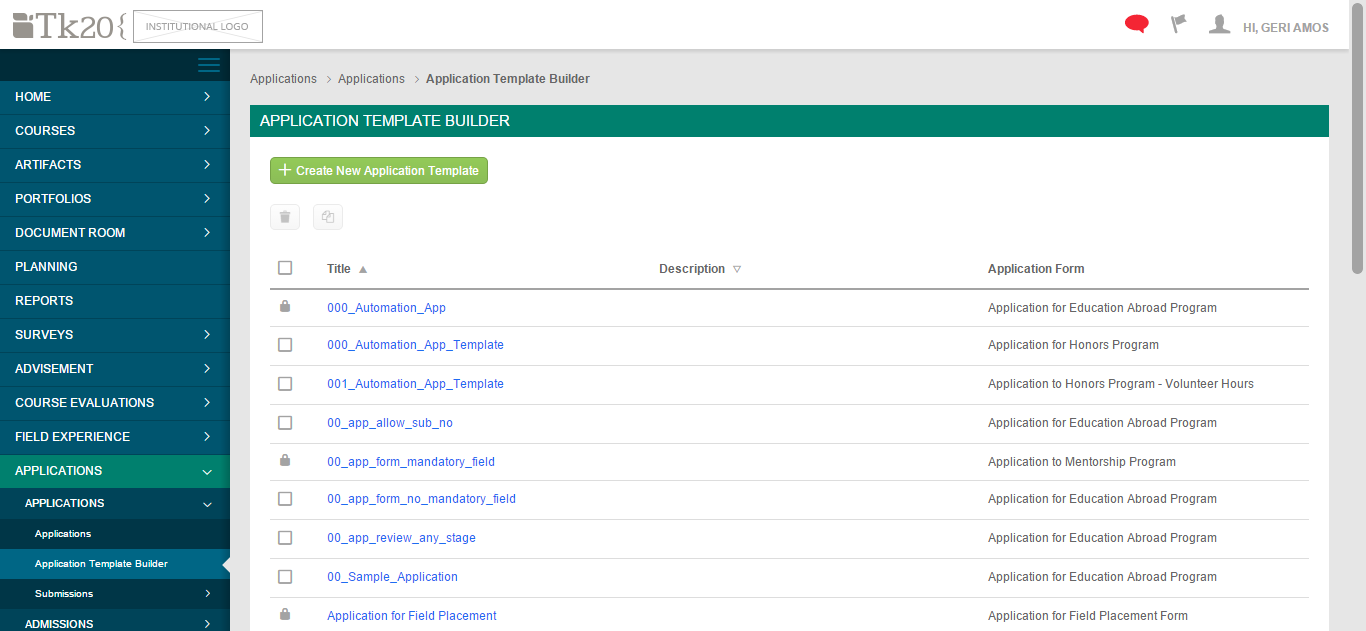 Tk20{
INSTITUTIONAL LOGO
HI, GERI AMOS
HOME
COURSES
ARTIFACTS
PORTFOLIOS
DOCUMENT ROOM
PLANNING
REPORTS
SURVEYS
ADVISEMENT
COURSE EVALUATIONS
FIELD EXPERIENCE
APPLICATIONS
APPLICATIONS
Applications
Application Template Builder
Submissions
ADMISSIONS
Applications > Applications > Application Template Builder
APPLICATION TEMPLATE BUILDER
+ Create New Application Template
Title ▲ Description ▽ Application Form
000_Automation_App Application for Education Abroad Program
000_Automation_App_Template Application for Honors Program
001_Automation_App_Template Application to Honors Program - Volunteer Hours
00_app_allow_sub_no Application for Education Abroad Program
00_app_form_mandatory_field Application to Mentorship Program
00_app_form_no_mandatory_field Application for Education Abroad Program
00_app_review_any_stage Application for Education Abroad Program
00_Sample_Application Application for Education Abroad Program
Application for Field Placement Application for Field Placement Form